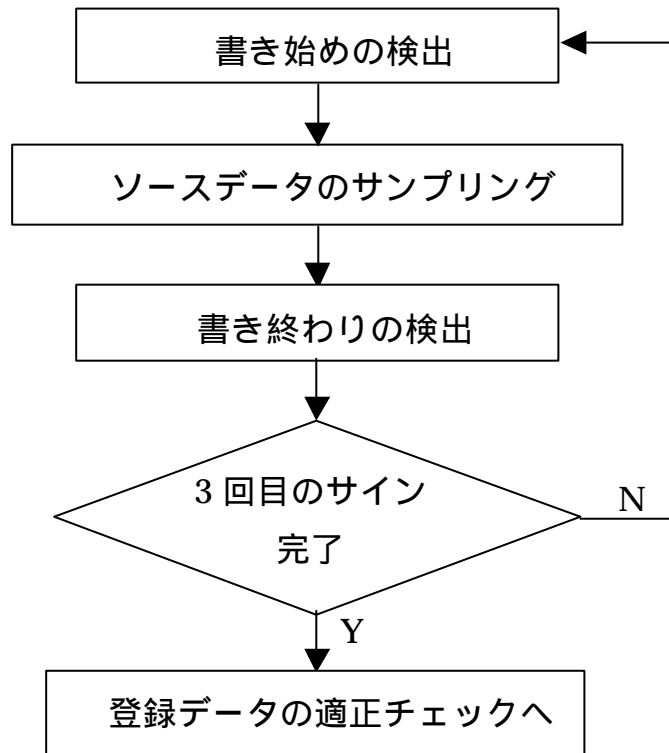 書き始めの検出
ソースデータのサンプリング
書き終わりの検出
3 回目のサイン
完了
N
Y
登録データの適正チェックへ